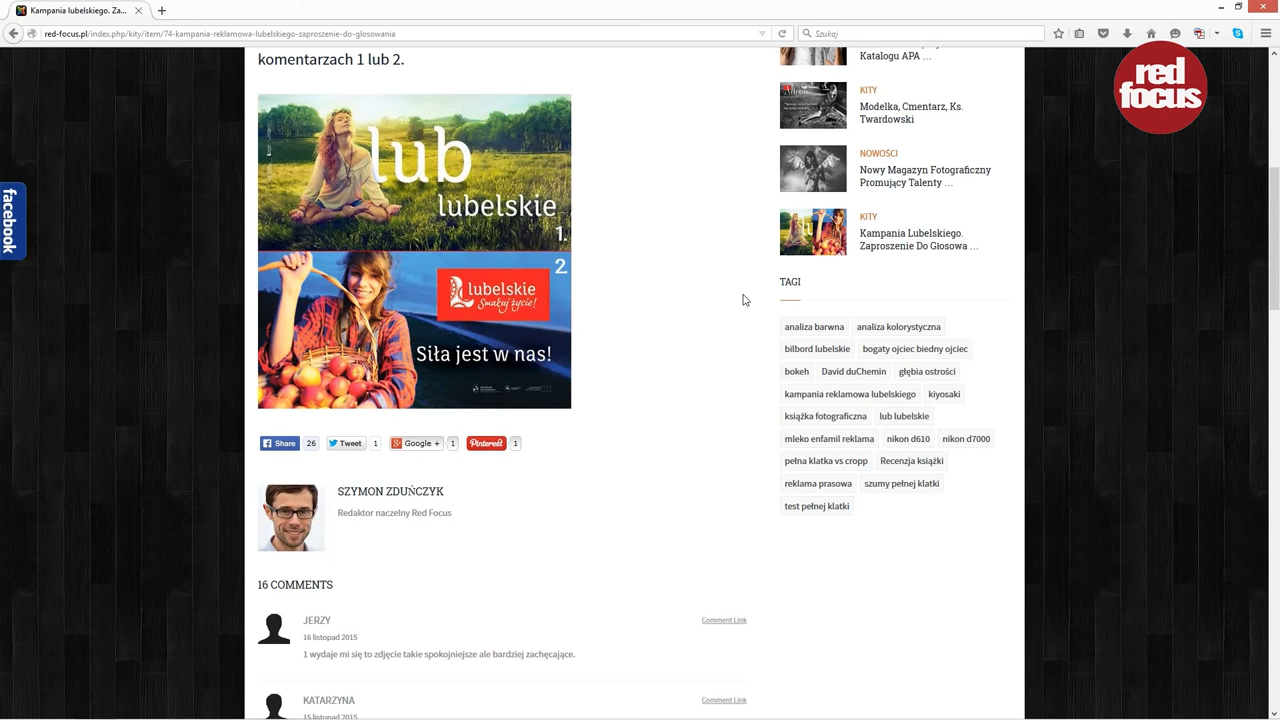 Kampania lubelskiego. Za...
red-focus.pl/index.php/kity/item/74-kampania-reklamowa-lubelskiego-zaproszenie-do-glosowania
Szukaj
red
focus
facebook
komentarzach 1 lub 2.
lub
lubelskie
1.
2
lubelskie
Smakuj życie!
Siła jest w nas!
Share 26 Tweet 1 Google + 1 Pinterest 1
SZYMON ZDUŃCZYK
Redaktor naczelny Red Focus
16 COMMENTS
JERZY
Comment Link
16 listopad 2015
1 wydaje mi się to zdjęcie takie spokojniejsze ale bardziej zachęcające.
KATARZYNA
Comment Link
15 listopad 2015
Katalogu APA ...
KITY
Modelka, Cmentarz, Ks.
Twardowski
NOWOŚCI
Nowy Magazyn Fotograficzny
Promujący Talenty ...
KITY
Kampania Lubelskiego.
Zaproszenie Do Głosowa ...
TAGI
analiza barwna analiza kolorystyczna
bilbord lubelskie bogaty ojciec biedny ojciec
bokeh David duChemin głębia ostrości
kampania reklamowa lubelskiego kiyosaki
książka fotograficzna lub lubelskie
mleko enfamil reklama nikon d610 nikon d7000
pełna klatka vs cropp Recenzja książki
reklama prasowa szumy pełnej klatki
test pełnej klatki